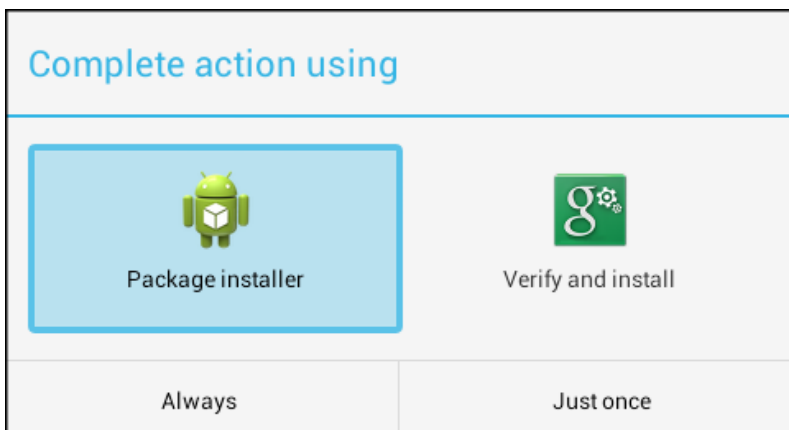 Complete action using
Package installer
Verify and install
Always
Just once